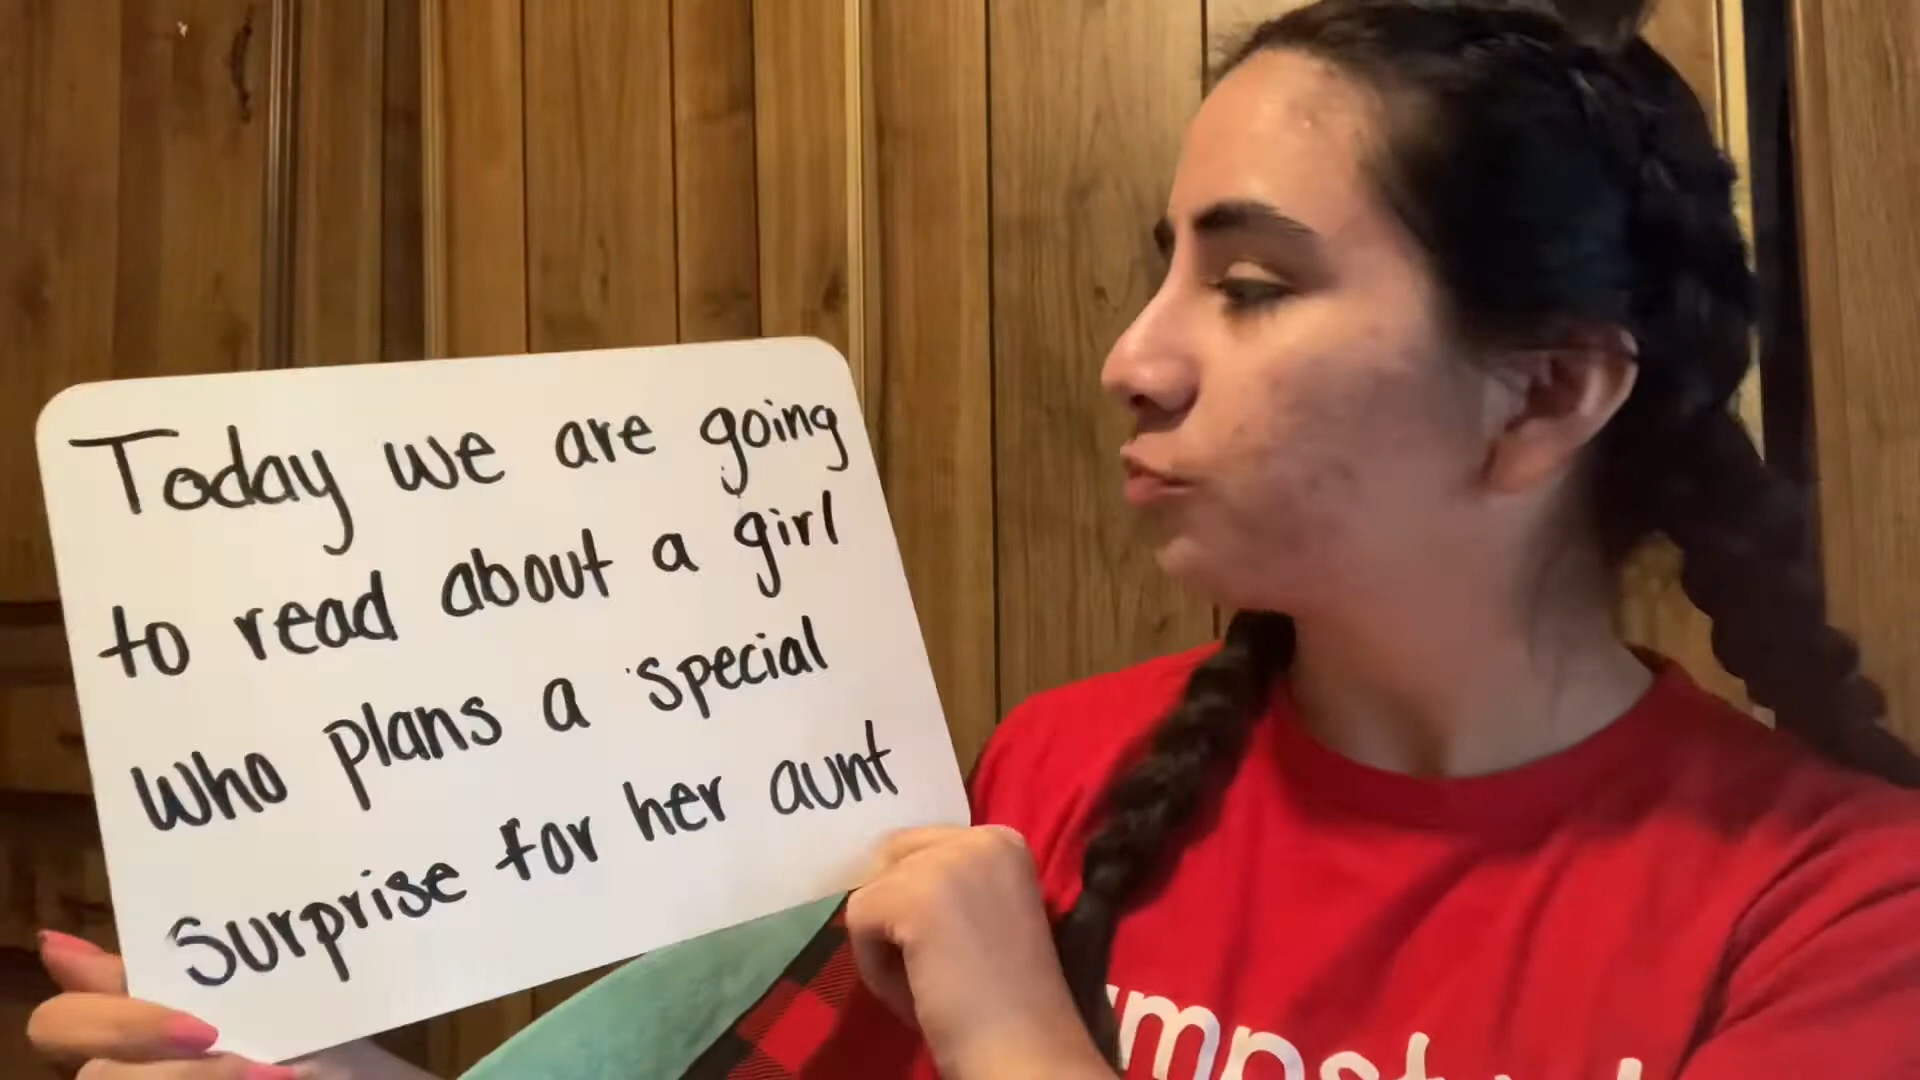 Today we are going
to read about a girl
who plans a special
surprise for her aunt